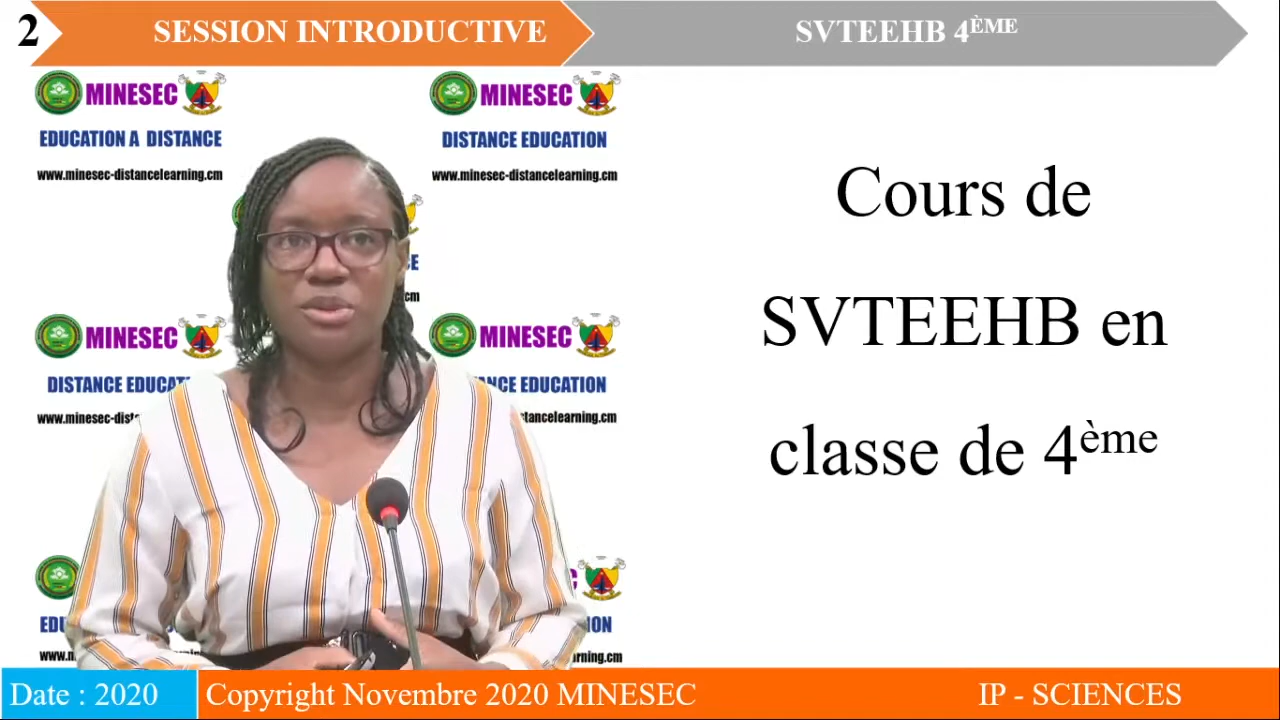 2
SESSION INTRODUCTIVE
SVTEEHB 4ÈME
MINESEC
EDUCATION A DISTANCE
www.minesec-distancelearning.cm
MINESEC
DISTANCE EDUCATION
www.minesec-distancelearning.cm
MINESEC
DISTANCE
www.minesec-dist
MINESEC
EDUCATION
stancelearning.cm
Cours de
SVTEEHB en
classe de 4ème
Date : 2020
Copyright Novembre 2020 MINESEC
IP - SCIENCES